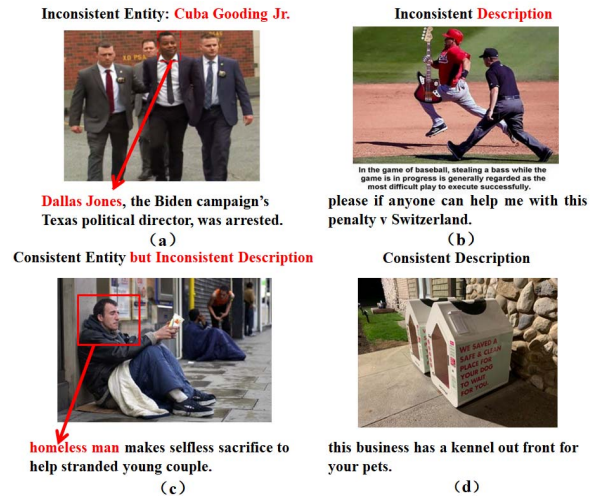 Inconsistent Entity: Cuba Gooding Jr.
Dallas Jones, the Biden campaign's
Texas political director, was arrested.
(a)
Inconsistent Description
In the game of baseball, stealing a bass while the
game is in progress is generally regarded as the
most difficult play to execute successfully.
please if anyone can help me with this
penalty v Switzerland.
(b)
Consistent Entity but Inconsistent Description
homeless man makes selfless sacrifice to
help stranded young couple.
(c)
Consistent Description
WE SAVED A
SAFE & CLEAN
PLACE FOR
YOUR DOG
TO WAIT
FOR YOU.
this business has a kennel out front for
your pets.
(d)